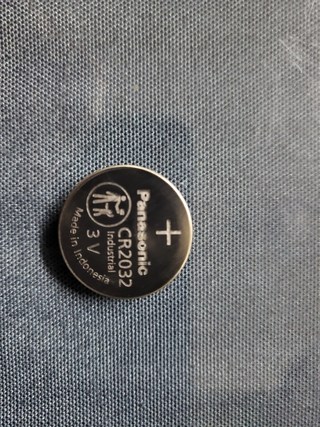 +
Panasonic
CR2032
Industrial
3 V
Made in Indonesia